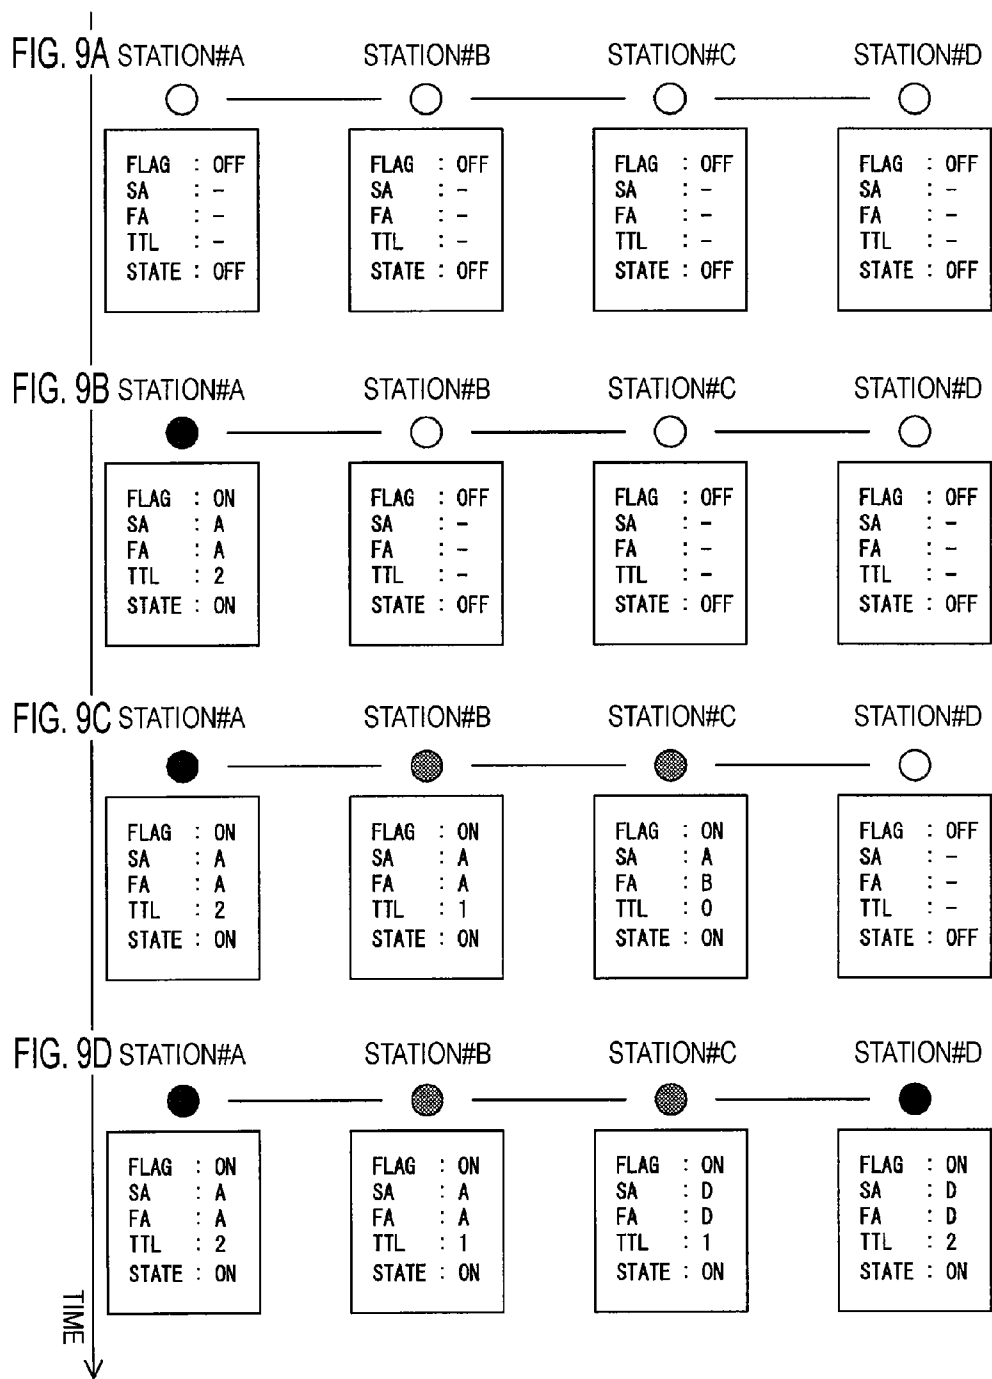 FIG. 9A STATION#A STATION#B STATION#C STATION#D
FLAG : OFF FLAG : OFF FLAG : OFF FLAG : OFF
SA : - SA : - SA : - SA : -
FA : - FA : - FA : - FA : -
TTL : - TTL : - TTL : - TTL : -
STATE : OFF STATE : OFF STATE : OFF STATE : OFF
FIG. 9B STATION#A STATION#B STATION#C STATION#D
FLAG : ON FLAG : OFF FLAG : OFF FLAG : OFF
SA : A SA : - SA : - SA : -
FA : A FA : - FA : - FA : -
TTL : 2 TTL : - TTL : - TTL : -
STATE : ON STATE : OFF STATE : OFF STATE : OFF
FIG. 9C STATION#A STATION#B STATION#C STATION#D
FLAG : ON FLAG : ON FLAG : ON FLAG : OFF
SA : A SA : A SA : A SA : -
FA : A FA : A FA : B FA : -
TTL : 2 TTL : 1 TTL : 0 TTL : -
STATE : ON STATE : ON STATE : ON STATE : OFF
FIG. 9D STATION#A STATION#B STATION#C STATION#D
FLAG : ON FLAG : ON FLAG : ON FLAG : ON
SA : A SA : A SA : D SA : D
FA : A FA : A FA : D FA : D
TTL : 2 TTL : 1 TTL : 1 TTL : 2
STATE : ON STATE : ON STATE : ON STATE : ON
TIME